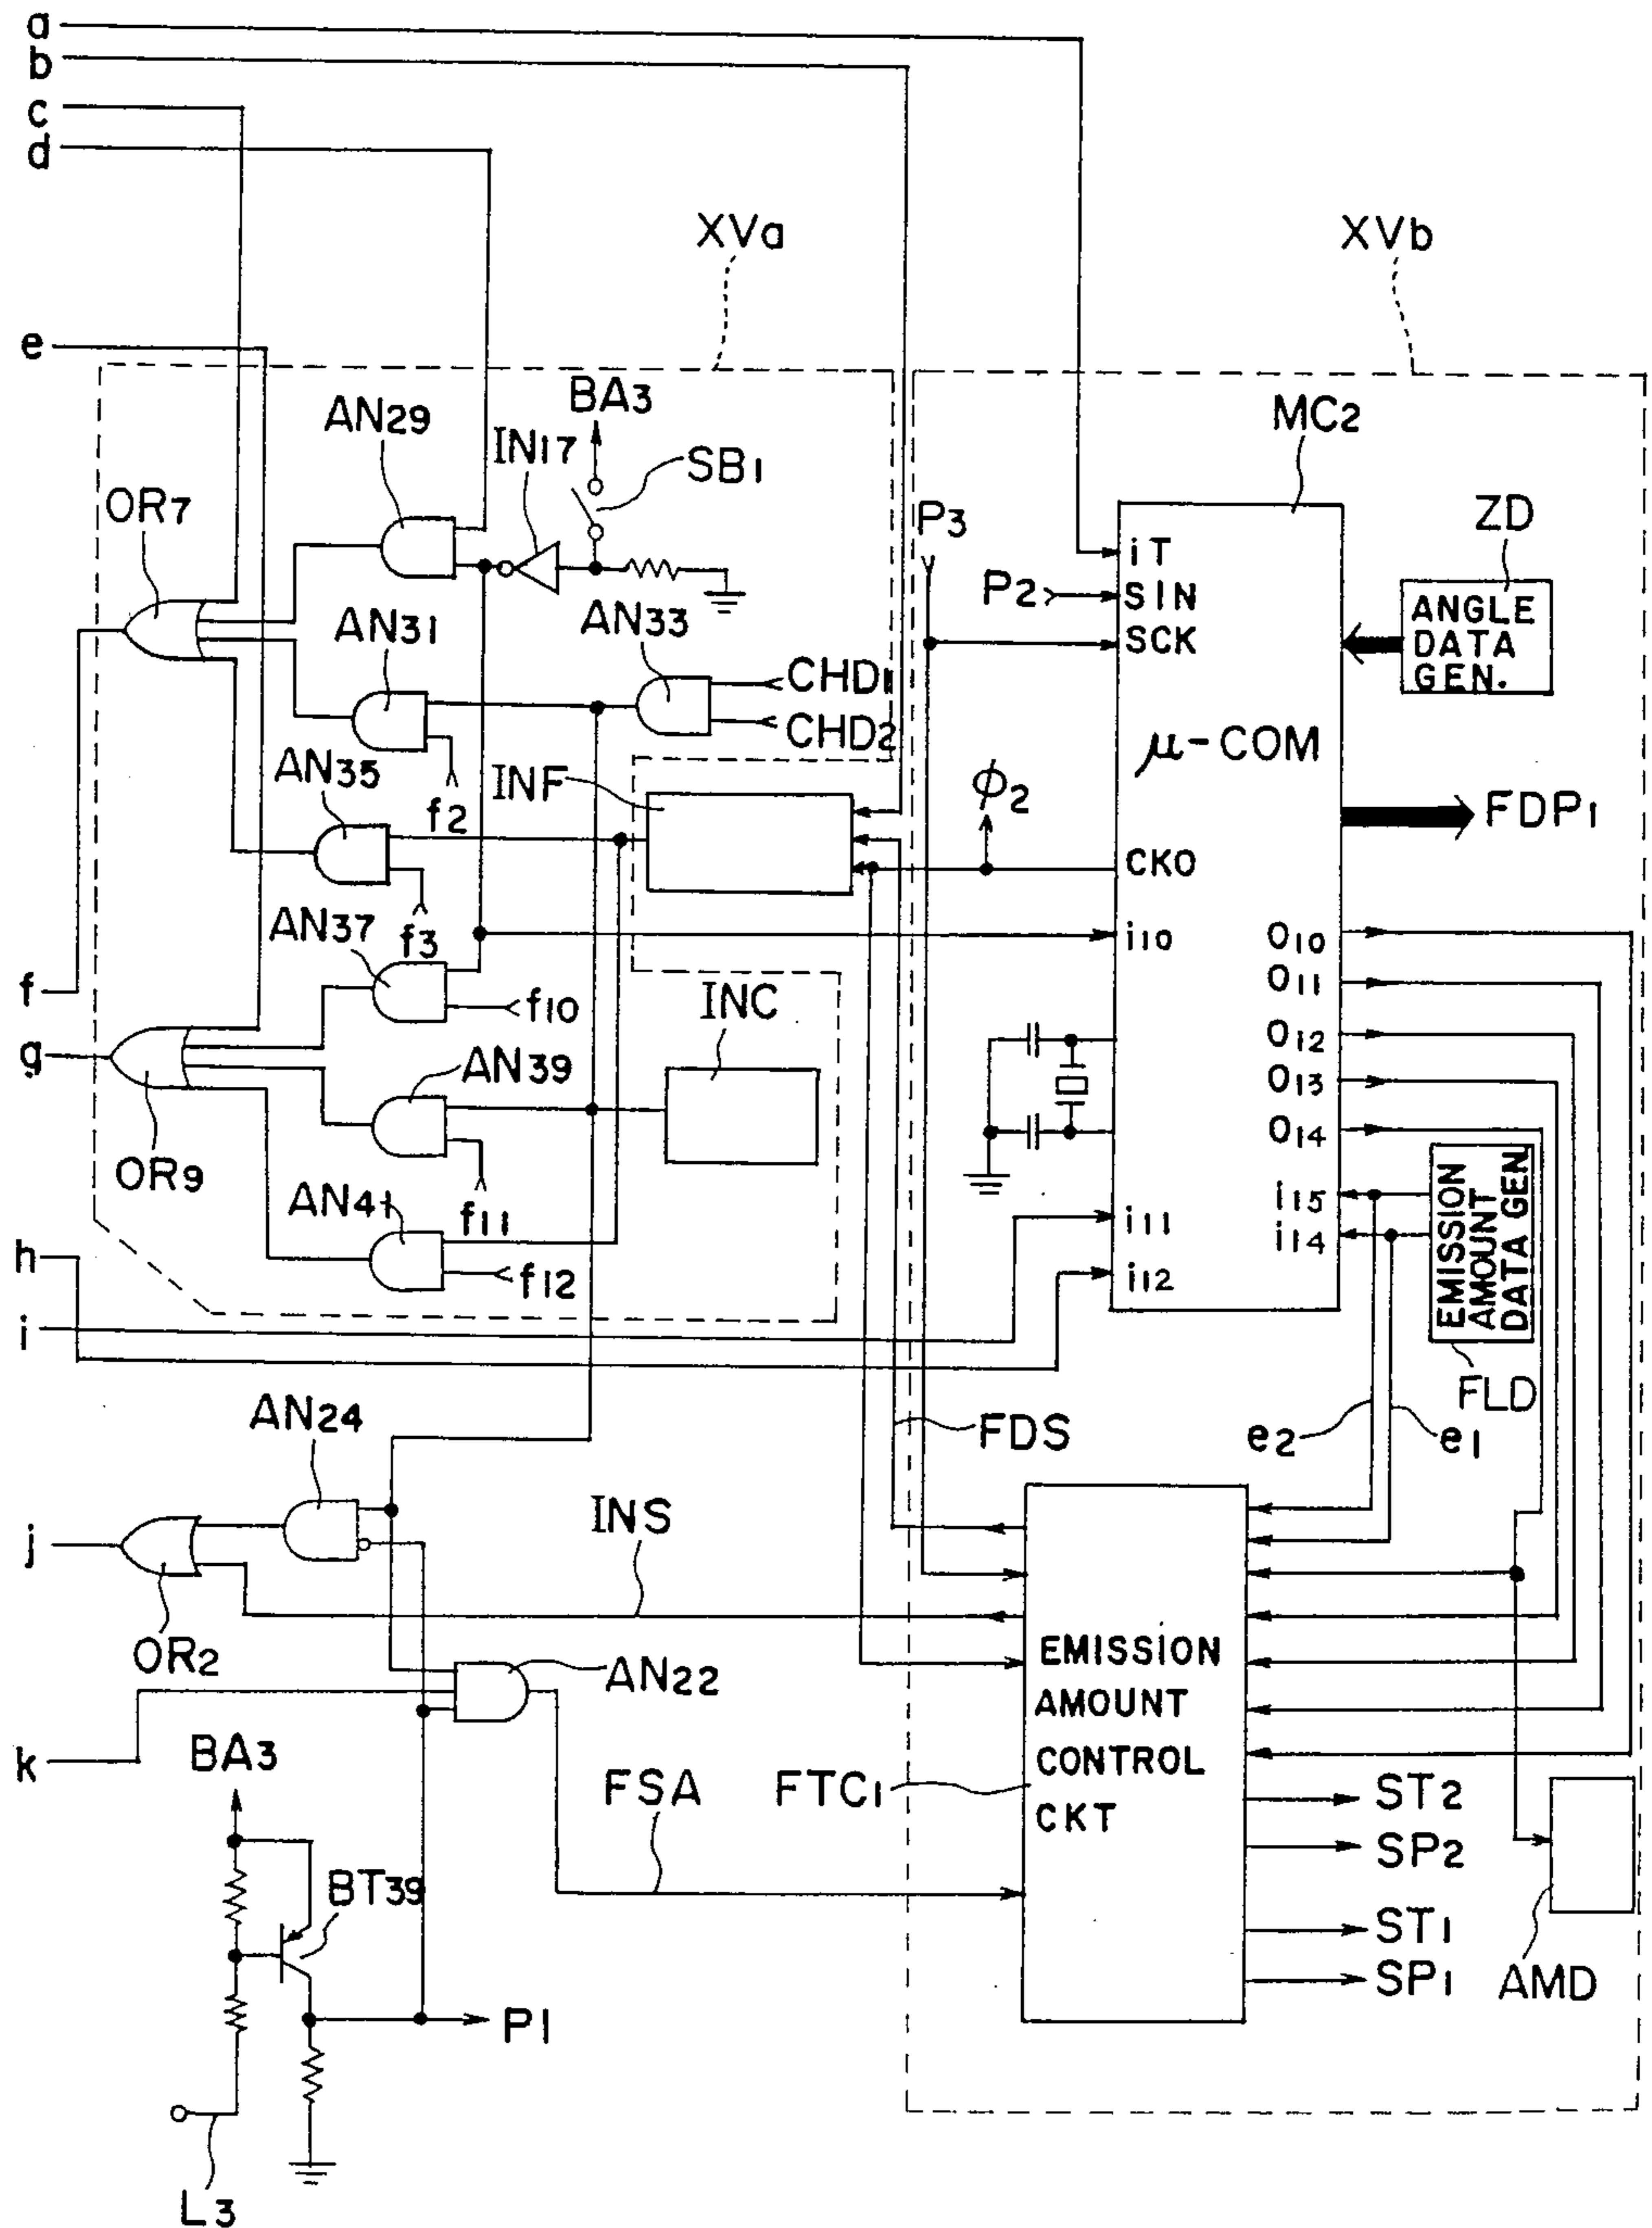 a
b
c
d
XVa
XVb
e
BA3
AN29
IN17
SB1
MC2
OR7
P3
ZD
iT
P2
SIN
SCK
ANGLE
DATA
GEN.
AN31
AN33
CHD1
CHD2
μ-COM
AN35
INF
f2
φ2
FDP1
CKO
AN37
f3
i10
O10
f
f10
INC
O11
g
O12
AN39
O13
O14
OR9
i15
EMISSION
AMOUNT
DATA GEN.
AN41
f11
i11
i14
h
f12
i12
i
FLD
AN24
FDS
e2
e1
j
INS
OR2
AN22
EMISSION
AMOUNT
CONTROL
CKT
k
BA3
FSA
FTC1
ST2
SP2
BT39
ST1
SP1
AMD
P1
L3